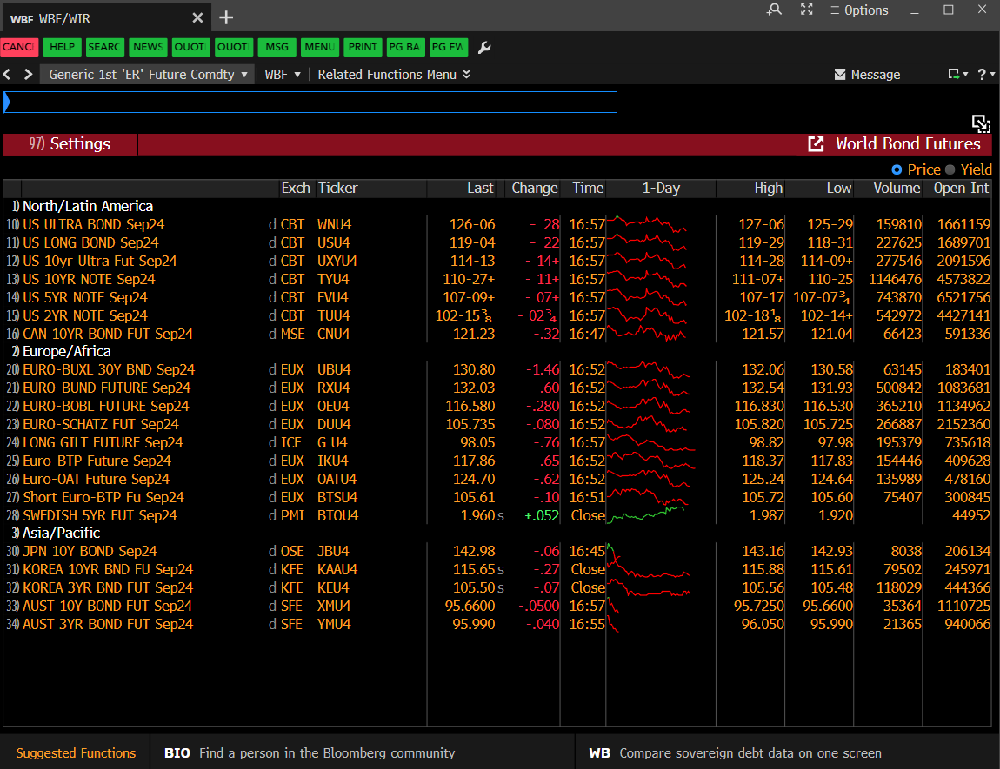 WBF WBF/WIR
Options
CANC HELP SEARC NEWS QUOT QUOT MSG MENU PRINT PG BA PG FW
Generic 1st 'ER' Future Comdty WBF Related Functions Menu Message ?
97) Settings World Bond Futures
Price Yield
Exch Ticker Last Change Time 1-Day High Low Volume Open Int
1) North/Latin America
10) US ULTRA BOND Sep24 d CBT WNU4 126-06 - 28 16:57 127-06 125-29 159810 1661159
11) US LONG BOND Sep24 d CBT USU4 119-04 - 22 16:57 119-29 118-31 227625 1689701
12) US 10yr Ultra Fut Sep24 d CBT UXYU4 114-13 - 14+ 16:57 114-28 114-09+ 277546 2091596
13) US 10YR NOTE Sep24 d CBT TYU4 110-27+ - 11+ 16:57 111-07+ 110-25 1146476 4573822
14) US 5YR NOTE Sep24 d CBT FVU4 107-09+ - 07+ 16:57 107-17 107-07¾ 743870 6521756
15) US 2YR NOTE Sep24 d CBT TUU4 102-15⅜ - 02¾ 16:57 102-18⅛ 102-14+ 542972 4427141
16) CAN 10YR BOND FUT Sep24 d MSE CNU4 121.23 -.32 16:47 121.57 121.04 66423 591336
2) Europe/Africa
20) EURO-BUXL 30Y BND Sep24 d EUX UBU4 130.80 -1.46 16:52 132.06 130.58 63145 183401
21) EURO-BUND FUTURE Sep24 d EUX RXU4 132.03 -.60 16:52 132.54 131.93 500842 1083681
22) EURO-BOBL FUTURE Sep24 d EUX OEU4 116.580 -.280 16:52 116.830 116.530 365210 1134962
23) EURO-SCHATZ FUT Sep24 d EUX DUU4 105.735 -.080 16:52 105.820 105.725 266887 2152360
24) LONG GILT FUTURE Sep24 d ICF G U4 98.05 -.76 16:57 98.82 97.98 195379 735618
25) Euro-BTP Future Sep24 d EUX IKU4 117.86 -.65 16:52 118.37 117.83 154446 409628
26) Euro-OAT Future Sep24 d EUX OATU4 124.70 -.62 16:52 125.24 124.64 135989 478160
27) Short Euro-BTP Fu Sep24 d EUX BTSU4 105.61 -.10 16:51 105.72 105.60 75407 300845
28) SWEDISH 5YR FUT Sep24 d PMI BTOU4 1.960 s +.052 Close 1.987 1.920 44952
3) Asia/Pacific
30) JPN 10Y BOND Sep24 d OSE JBU4 142.98 -.06 16:45 143.16 142.93 8038 206134
31) KOREA 10YR BND FU Sep24 d KFE KAAU4 115.65 s -.27 Close 115.88 115.61 79502 245971
32) KOREA 3YR BND FUT Sep24 d KFE KEU4 105.50 s -.07 Close 105.56 105.48 118029 444366
33) AUST 10Y BOND FUT Sep24 d SFE XMU4 95.6600 -.0500 16:57 95.7250 95.6600 35364 1110725
34) AUST 3YR BOND FUT Sep24 d SFE YMU4 95.990 -.040 16:55 96.050 95.990 21365 940066
Suggested Functions BIO Find a person in the Bloomberg community WB Compare sovereign debt data on one screen